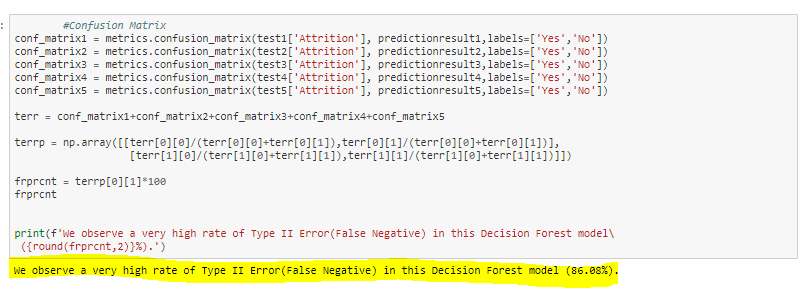 :
#Confusion Matrix
conf_matrix1 = metrics.confusion_matrix(test1['Attrition'], predictionresult1,labels=['Yes','No'])
conf_matrix2 = metrics.confusion_matrix(test2['Attrition'], predictionresult2,labels=['Yes','No'])
conf_matrix3 = metrics.confusion_matrix(test3['Attrition'], predictionresult3,labels=['Yes','No'])
conf_matrix4 = metrics.confusion_matrix(test4['Attrition'], predictionresult4,labels=['Yes','No'])
conf_matrix5 = metrics.confusion_matrix(test5['Attrition'], predictionresult5,labels=['Yes','No'])
terr = conf_matrix1+conf_matrix2+conf_matrix3+conf_matrix4+conf_matrix5
terrp = np.array([[terr[0][0]/(terr[0][0]+terr[0][1]),terr[0][1]/(terr[0][0]+terr[0][1])],
[terr[1][0]/(terr[1][0]+terr[1][1]),terr[1][1]/(terr[1][0]+terr[1][1])]])
frprcnt = terrp[0][1]*100
frprcnt
print(f'We observe a very high rate of Type II Error(False Negative) in this Decision Forest model\
({round(frprcnt,2)}%).')
We observe a very high rate of Type II Error(False Negative) in this Decision Forest model (86.08%).